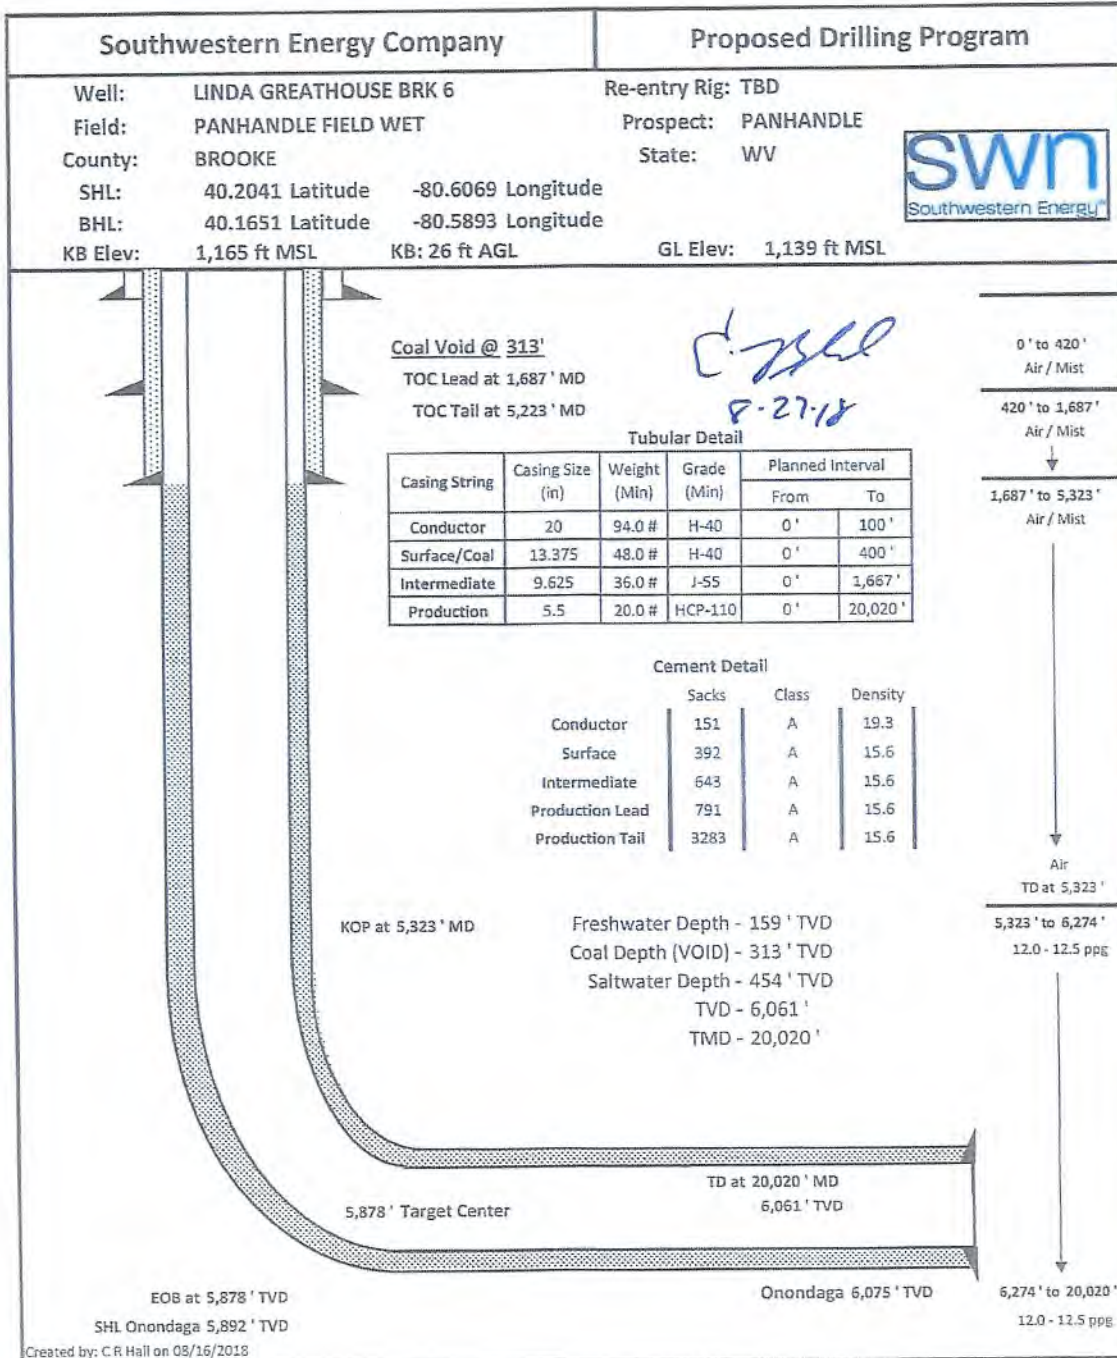 Southwestern Energy Company Proposed Drilling Program
Well: LINDA GREATHOUSE BRK 6 Re-entry Rig: TBD
Field: PANHANDLE FIELD WET Prospect: PANHANDLE
County: BROOKE State: WV
SHL: 40.2041 Latitude -80.6069 Longitude
BHL: 40.1651 Latitude -80.5893 Longitude
KB Elev: 1,165 ft MSL KB: 26 ft AGL GL Elev: 1,139 ft MSL
swn
Southwestern Energy
Coal Void @ 313'
TOC Lead at 1,687 ' MD
TOC Tail at 5,223 ' MD
8-27-18
0 ' to 420 '
Air / Mist
420 ' to 1,687 '
Air / Mist
1,687 ' to 5,323 '
Air / Mist
Tubular Detail
Casing String Casing Size (in) Weight (Min) Grade (Min) Planned Interval
From To
Conductor 20 94.0 # H-40 0 ' 100 '
Surface/Coal 13.375 48.0 # H-40 0 ' 400 '
Intermediate 9.625 36.0 # J-55 0 ' 1,667 '
Production 5.5 20.0 # HCP-110 0 ' 20,020 '
Cement Detail
Sacks Class Density
Conductor 151 A 19.3
Surface 392 A 15.6
Intermediate 643 A 15.6
Production Lead 791 A 15.6
Production Tail 3283 A 15.6
Air
TD at 5,323 '
5,323 ' to 6,274 '
12.0 - 12.5 ppg
KOP at 5,323 ' MD
Freshwater Depth - 159 ' TVD
Coal Depth (VOID) - 313 ' TVD
Saltwater Depth - 454 ' TVD
TVD - 6,061 '
TMD - 20,020 '
TD at 20,020 ' MD
6,061 ' TVD
5,878 ' Target Center
EOB at 5,878 ' TVD
SHL Onondaga 5,892 ' TVD
Onondaga 6,075 ' TVD
6,274 ' to 20,020 '
12.0 - 12.5 ppg
Created by: C R Hall on 08/16/2018